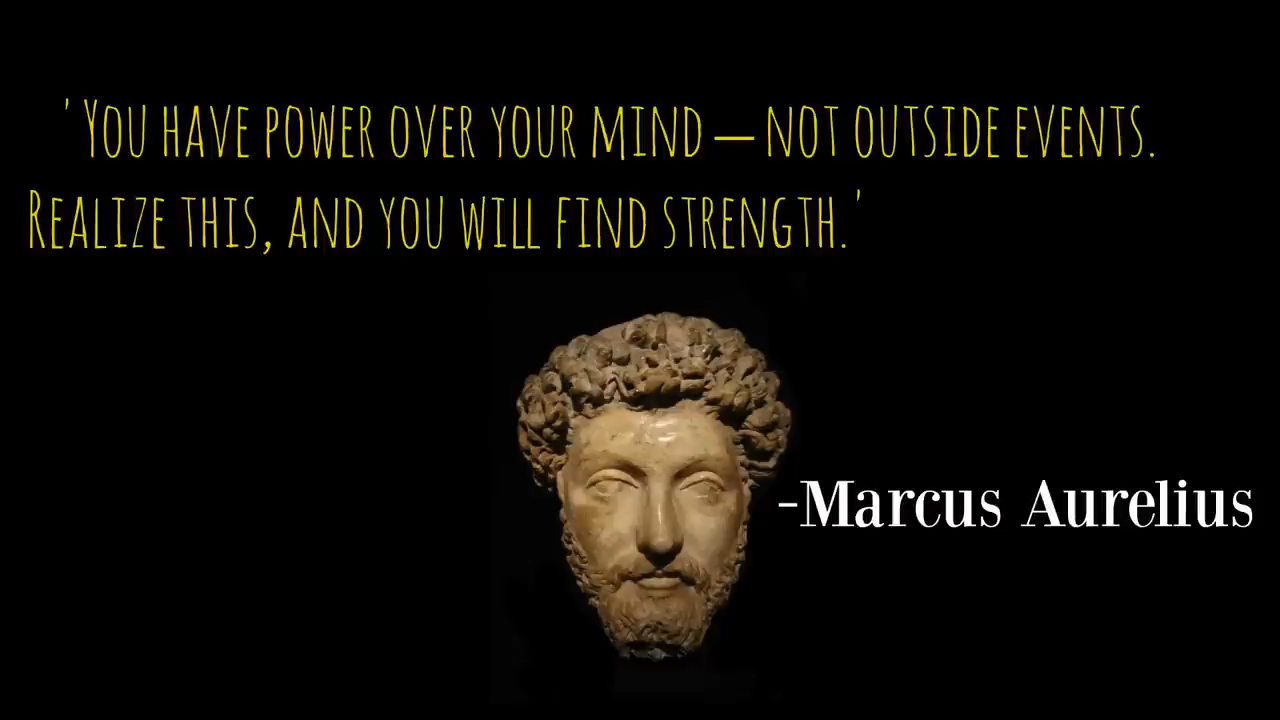 'You have power over your mind — not outside events.
Realize this, and you will find strength.'
-Marcus Aurelius